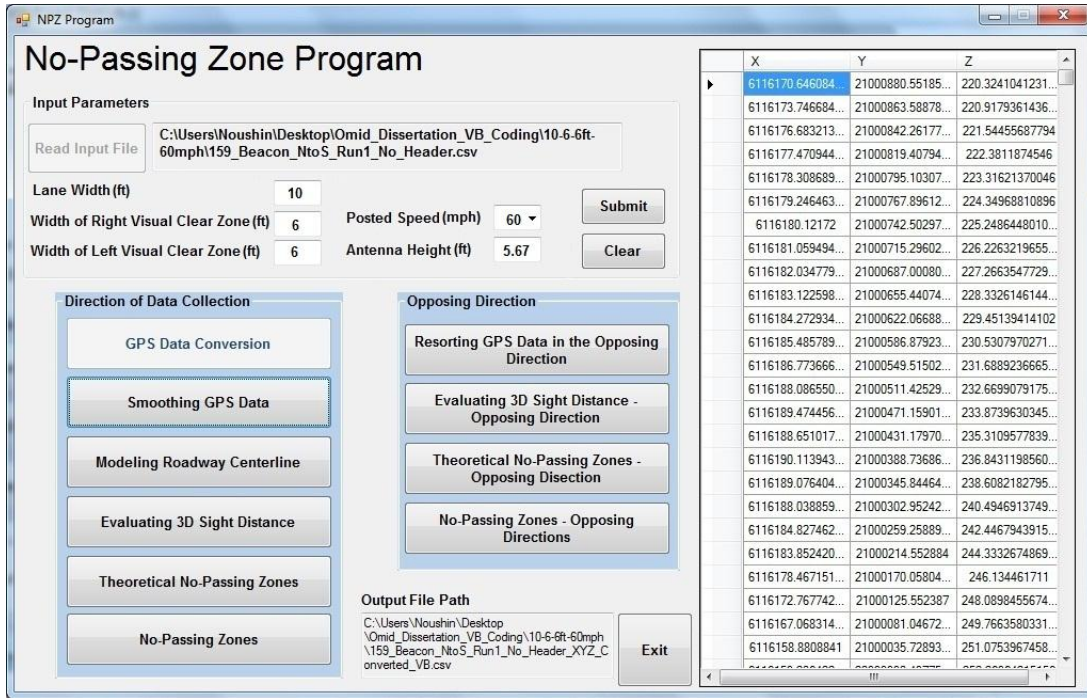 NPZ Program
No-Passing Zone Program
Input Parameters
Read Input File
C:\Users\Noushin\Desktop\Omid_Dissertation_VB_Coding\10-6-6ft-
60mph\159_Beacon_NtoS_Run1_No_Header.csv
Lane Width (ft)
10
Width of Right Visual Clear Zone (ft)
6
Width of Left Visual Clear Zone (ft)
6
Posted Speed (mph)
60
Antenna Height (ft)
5.67
Submit
Clear
Direction of Data Collection
GPS Data Conversion
Smoothing GPS Data
Modeling Roadway Centerline
Evaluating 3D Sight Distance
Theoretical No-Passing Zones
No-Passing Zones
Opposing Direction
Resorting GPS Data in the Opposing
Direction
Evaluating 3D Sight Distance -
Opposing Direction
Theoretical No-Passing Zones -
Opposing Disection
No-Passing Zones - Opposing
Directions
Output File Path
C:\Users\Noushin\Desktop
\Omid_Dissertation_VB_Coding\10-6-6ft-60mph
\159_Beacon_NtoS_Run1_No_Header_XYZ_C
onverted_VB.csv
Exit
X Y Z
6116170.646084... 21000880.55185... 220.3241041231...
6116173.746684... 21000863.58878... 220.9179361436...
6116176.683213... 21000842.26177... 221.54455687794
6116177.470944... 21000819.40794... 222.3811874546
6116178.308689... 21000795.10307... 223.31621370046
6116179.246463... 21000767.89612... 224.34968810896
6116180.12172 21000742.50297... 225.2486448010...
6116181.059494... 21000715.29602... 226.2263219655...
6116182.034779... 21000687.00080... 227.2663547729...
6116183.122598... 21000655.44074... 228.3326146144...
6116184.272934... 21000622.06688... 229.45139414102
6116185.485789... 21000586.87923... 230.5307970271...
6116186.773666... 21000549.51502... 231.6889236665...
6116188.086550... 21000511.42529... 232.6699079175...
6116189.474456... 21000471.15901... 233.8739630345...
6116188.651017... 21000431.17970... 235.3109577839...
6116190.113943... 21000388.73686... 236.8431198560...
6116189.076404... 21000345.84464... 238.6082182795...
6116188.038859... 21000302.95242... 240.4946913749...
6116184.827462... 21000259.25889... 242.4467943915...
6116183.852420... 21000214.552884 244.3332674869...
6116178.467151... 21000170.05804... 246.134461711
6116172.767742... 21000125.552387 248.0898455674...
6116167.068314... 21000081.04672... 249.7663580331...
6116158.8808841 21000035.72893... 251.0753967458...